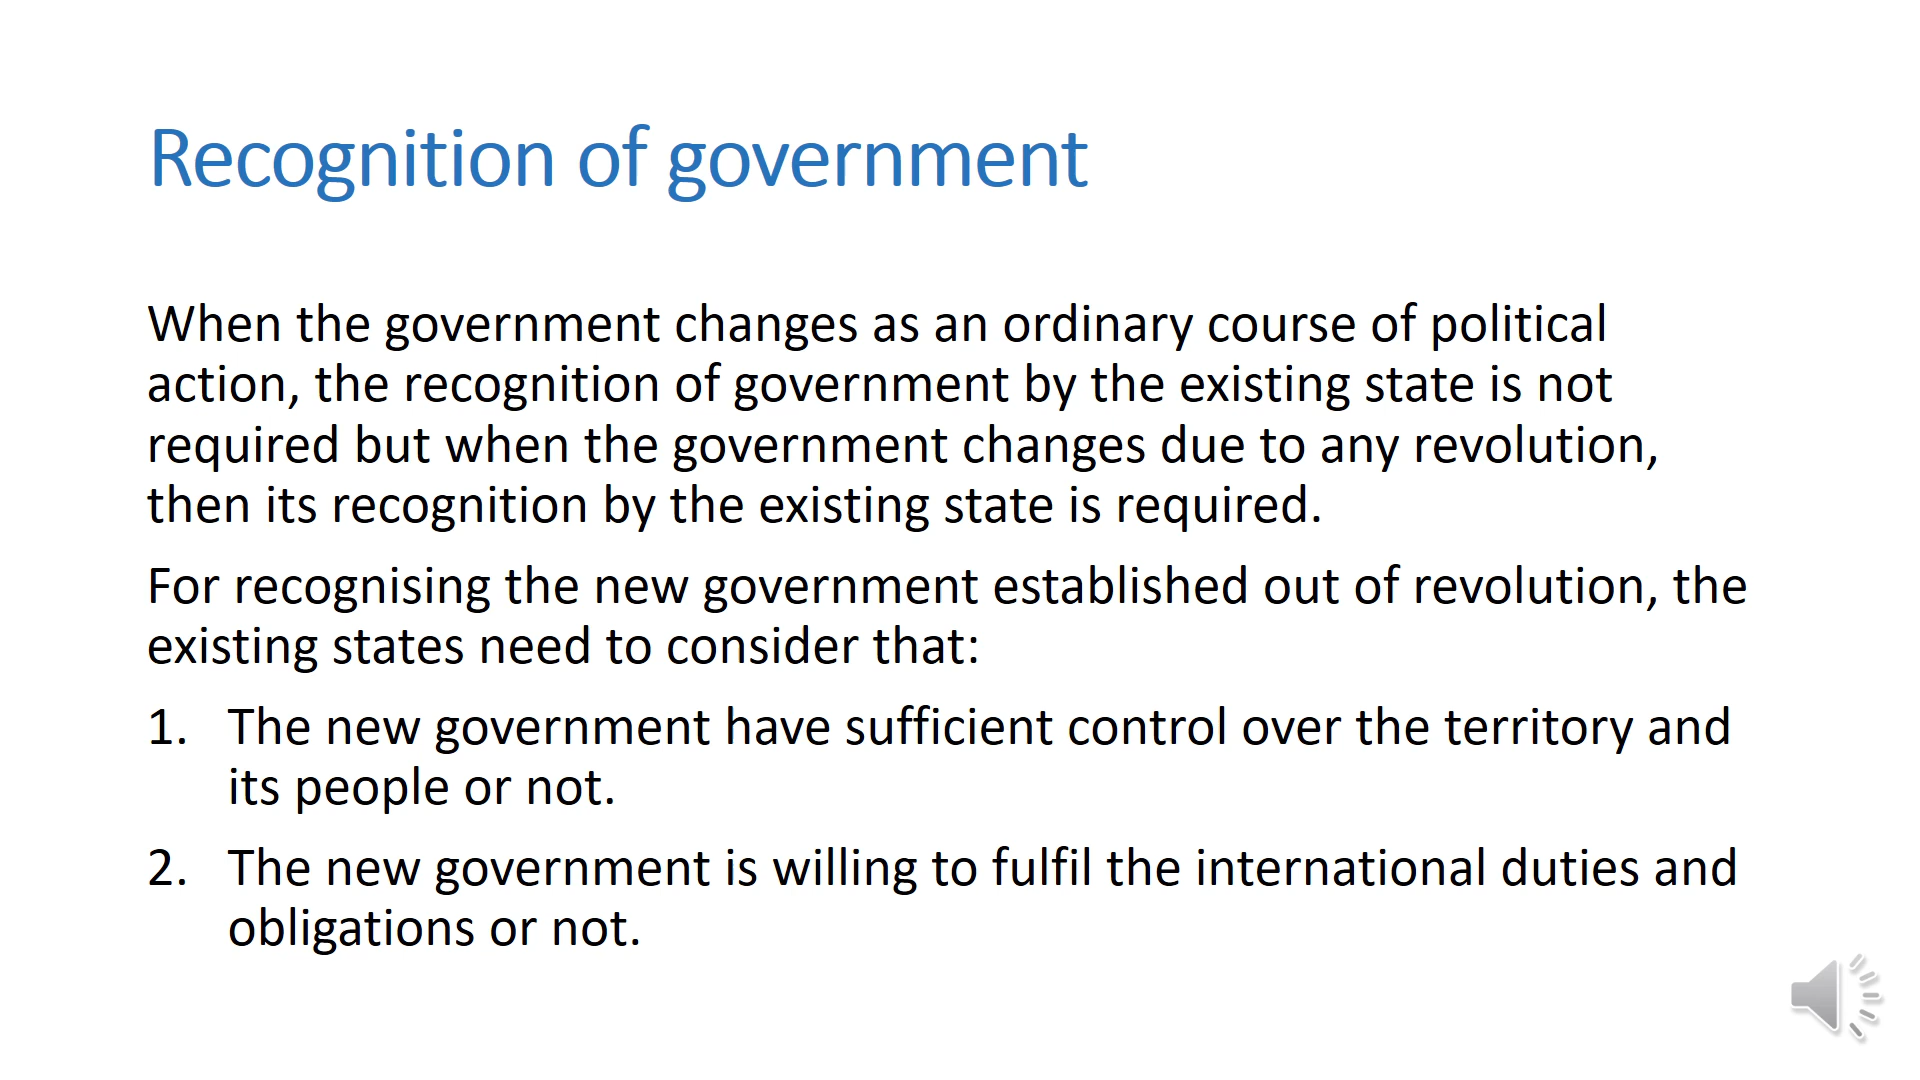 Recognition of government
When the government changes as an ordinary course of political
action, the recognition of government by the existing state is not
required but when the government changes due to any revolution,
then its recognition by the existing state is required.
For recognising the new government established out of revolution, the
existing states need to consider that:
1. The new government have sufficient control over the territory and
its people or not.
2. The new government is willing to fulfil the international duties and
obligations or not.